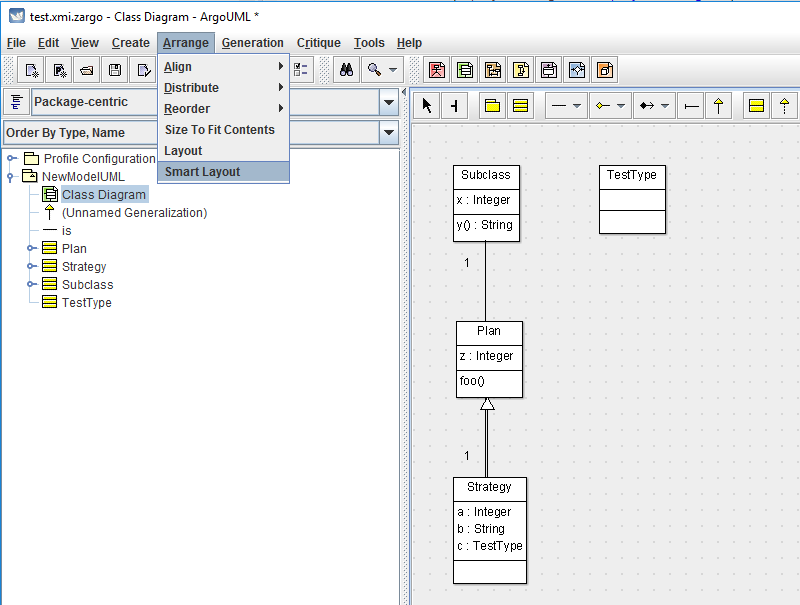 test.xmi.zargo - Class Diagram - ArgoUML *
File Edit View Create Arrange Generation Critique Tools Help
Align
Distribute
Reorder
Size To Fit Contents
Layout
Smart Layout
Package-centric
Order By Type, Name
Profile Configuration
NewModelUML
Class Diagram
(Unnamed Generalization)
is
Plan
Strategy
Subclass
TestType
Subclass
x : Integer
y() : String
TestType
1
Plan
z : Integer
foo()
1
Strategy
a : Integer
b : String
c : TestType